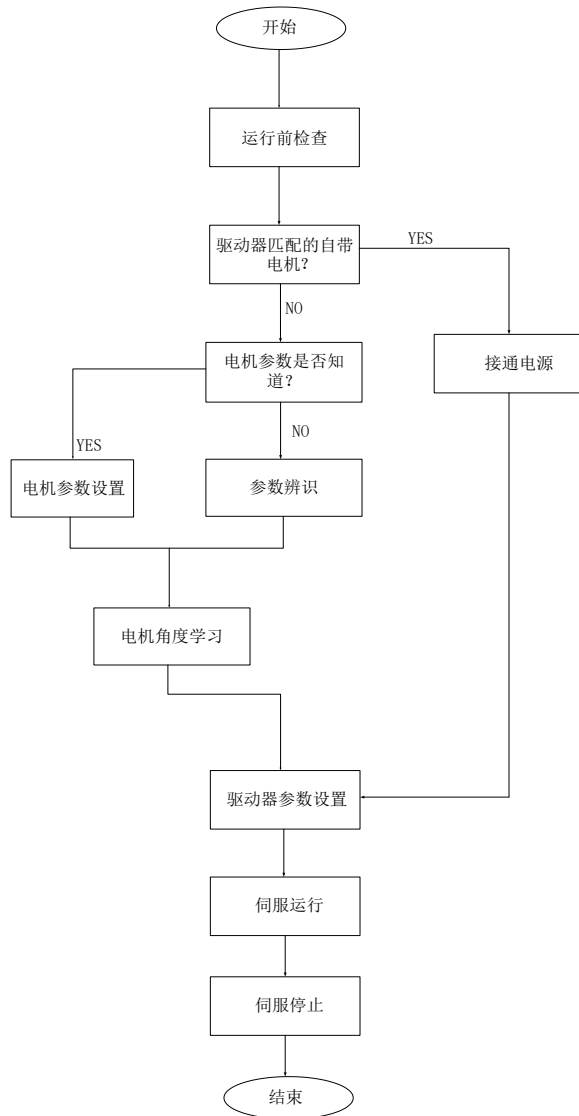 开始
运行前检查
驱动器匹配的自带
电机？
YES
NO
电机参数是否知
道？
接通电源
YES
NO
电机参数设置
参数辨识
电机角度学习
驱动器参数设置
伺服运行
伺服停止
结束